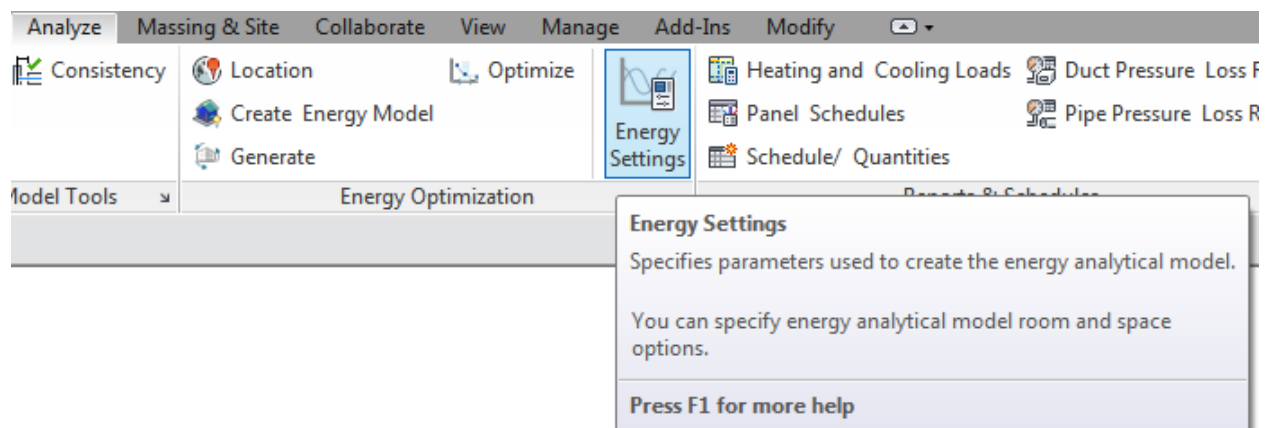 Analyze Massing & Site Collaborate View Manage Add-Ins Modify
Consistency Location Optimize Heating and Cooling Loads Duct Pressure Loss
Create Energy Model Panel Schedules Pipe Pressure Loss
Energy
Generate Settings Schedule/ Quantities
Model Tools Energy Optimization Reports & Schedules
Energy Settings
Specifies parameters used to create the energy analytical model.
You can specify energy analytical model room and space
options.
Press F1 for more help